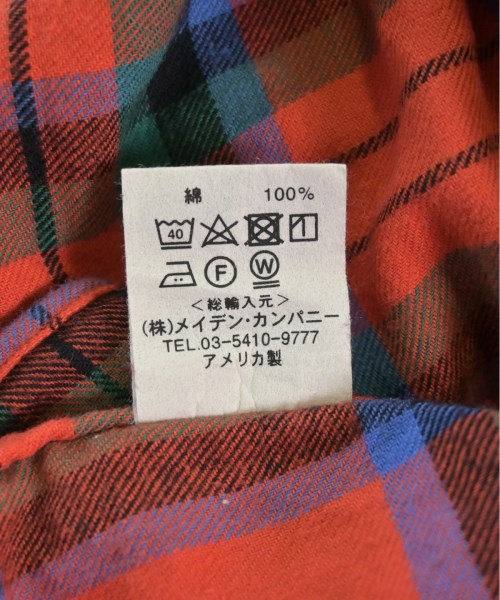 綿 100%
40
F W
＜総輸入元＞
(株)メイデン・カンパニー
TEL.03-5410-9777
アメリカ製